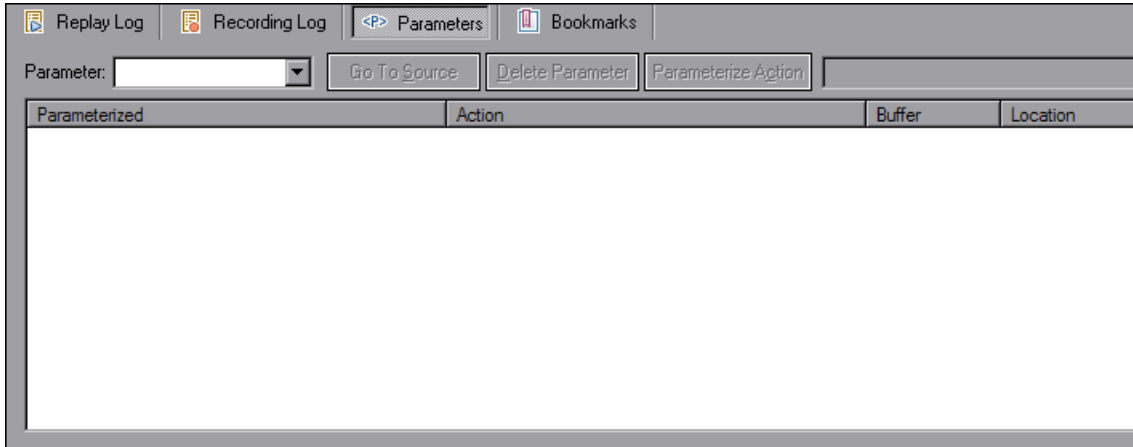 Replay Log Recording Log <P> Parameters Bookmarks
Parameter: Go To Source Delete Parameter Parameterize Action
Parameterized Action Buffer Location